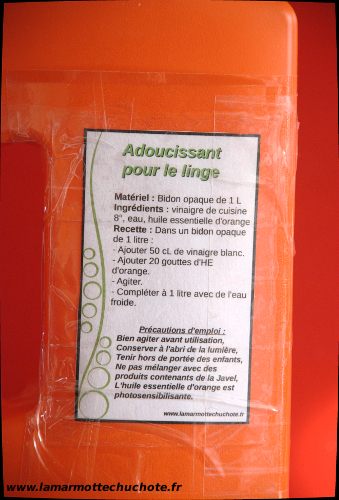 Adoucissant
pour le linge
Matériel : Bidon opaque de 1 L
Ingrédients : vinaigre de cuisine
8°, eau, huile essentielle d'orange
Recette : Dans un bidon opaque
de 1 litre :
- Ajouter 50 cL de vinaigre blanc.
- Ajouter 20 gouttes d'HE
d'orange.
- Agiter.
- Compléter à 1 litre avec de l'eau
froide.
Précautions d'emploi :
Bien agiter avant utilisation,
Conserver à l'abri de la lumière,
Tenir hors de portée des enfants,
Ne pas mélanger avec des
produits contenants de la Javel,
L'huile essentielle d'orange est
photosensibilisante.
www.lamarmottechuchote.fr
www.lamarmottechuchote.fr